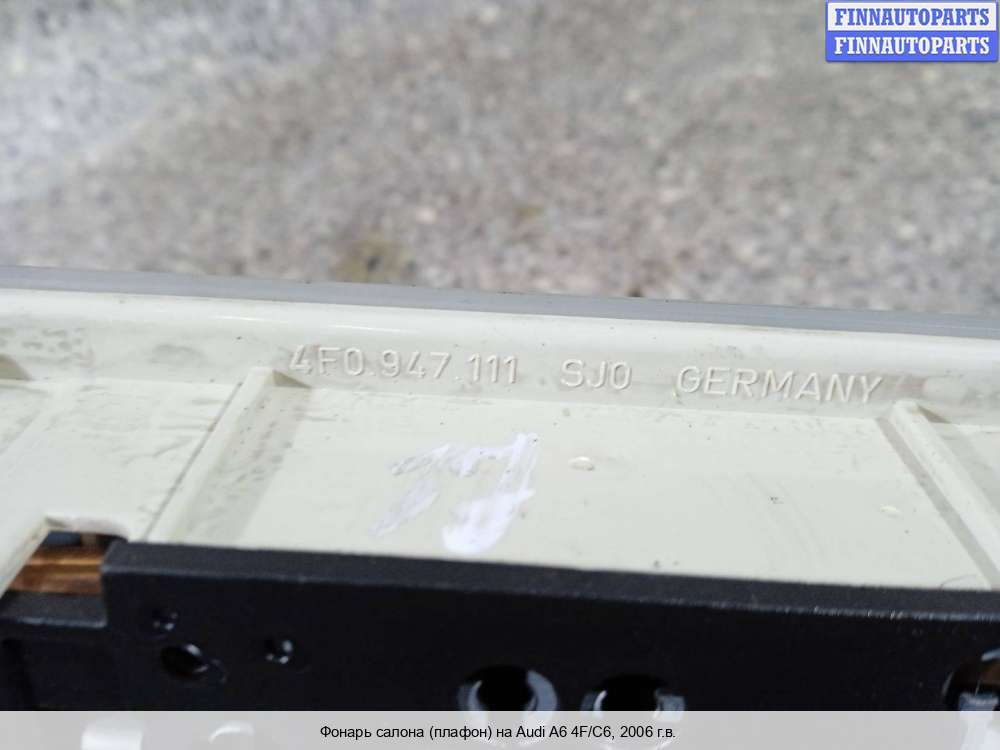 FINNAUTOPARTS
FINNAUTOPARTS
4F0.947.111 SJ0 GERMANY
Фонарь салона (плафон) на Audi A6 4F/C6, 2006 г.в.